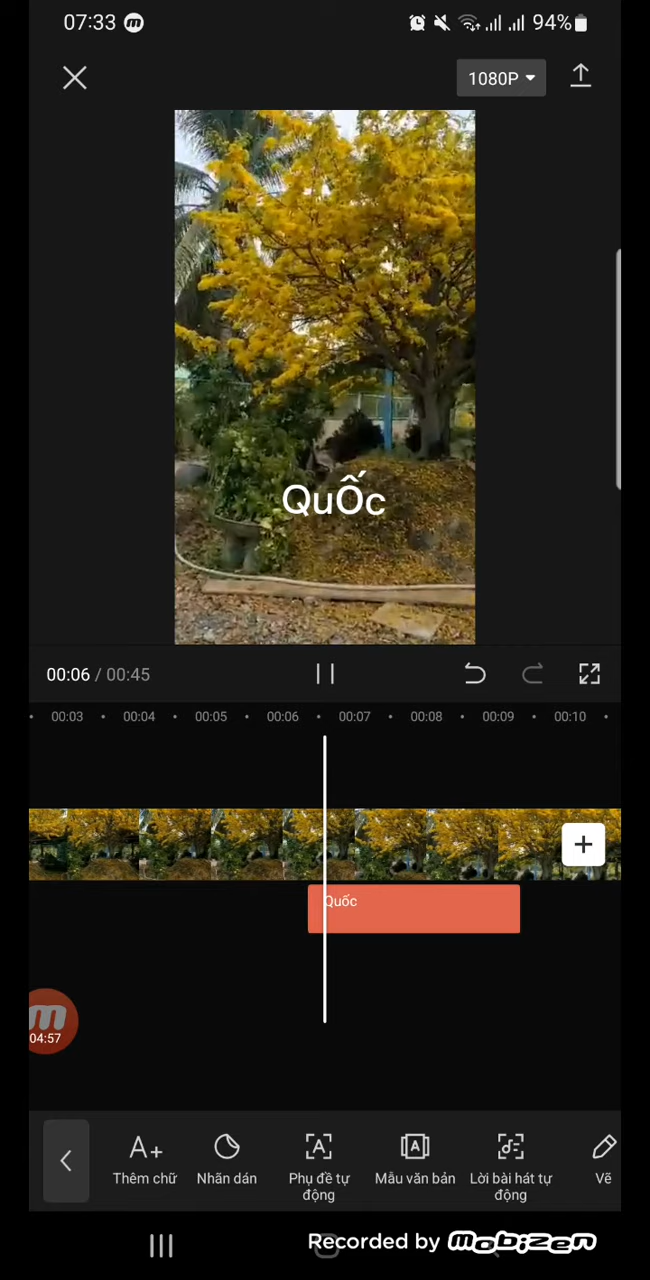 07:33
94%
1080P
QuỐc
00:06 / 00:45
00:03 00:04 00:05 00:06 00:07 00:08 00:09 00:10
+
Quốc
04:57
A+
Thêm chữ
Nhãn dán
A
Phụ đề tự
động
A
Mẫu văn bản
Lời bài hát tự
động
Vẽ
Recorded by mobizen